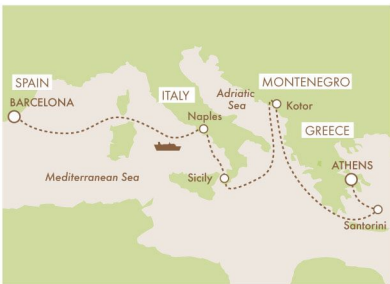 SPAIN
BARCELONA
ITALY
Naples
Adriatic
Sea
MONTENEGRO
Kotor
GREECE
ATHENS
Mediterranean Sea
Sicily
Santorini